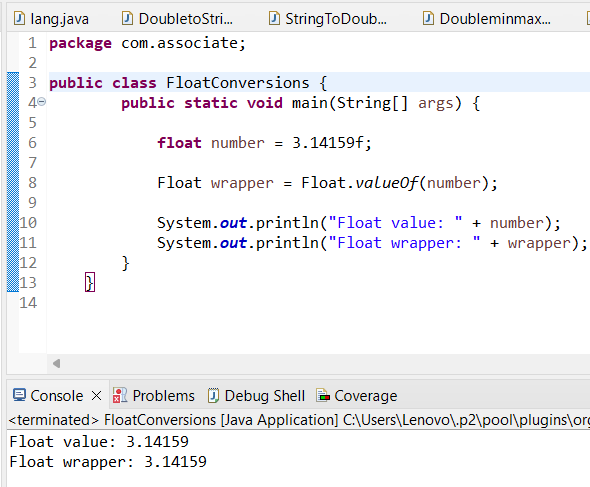 lang.java DoubletoStri... StringToDoub... Doubleminmax...
1 package com.associate;
2
3 public class FloatConversions {
4 public static void main(String[] args) {
5
6 float number = 3.14159f;
7
8 Float wrapper = Float.valueOf(number);
9
10 System.out.println("Float value: " + number);
11 System.out.println("Float wrapper: " + wrapper);
12 }
13 }
14
Console Problems Debug Shell Coverage
<terminated> FloatConversions [Java Application] C:\Users\Lenovo\.p2\pool\plugins\org
Float value: 3.14159
Float wrapper: 3.14159